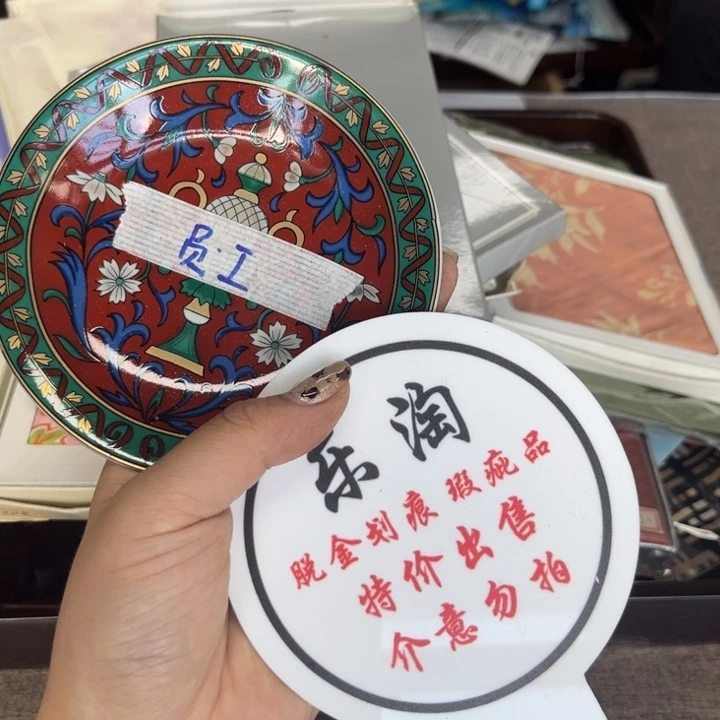 员·工
乐淘
脱金划痕 瑕疵品
特价出售
介意勿拍